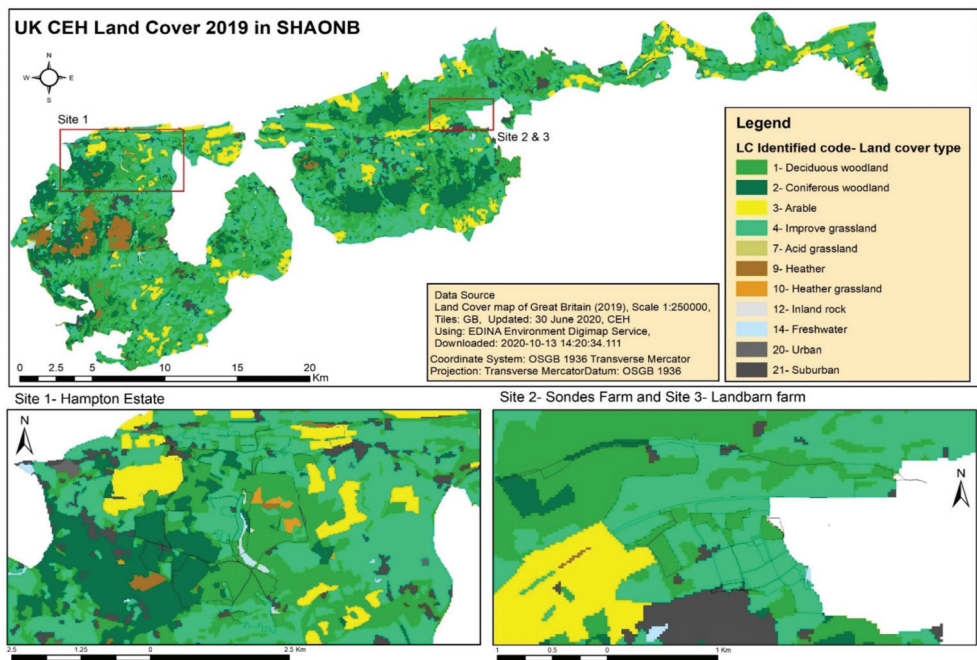 UK CEH Land Cover 2019 in SHAONB
N
W
E
S
Site 1
Site 2 & 3
Legend
LC Identified code- Land cover type
1- Deciduous woodland
2- Coniferous woodland
3- Arable
4- Improve grassland
7- Acid grassland
9- Heather
10- Heather grassland
12- Inland rock
14- Freshwater
20- Urban
21- Suburban
Data Source
Land Cover map of Great Britain (2019), Scale 1:250000,
Tiles: GB, Updated: 30 June 2020, CEH
Using: EDINA Environment Digimap Service,
Downloaded: 2020-10-13 14:20:34.111
Coordinate System: OSGB 1936 Transverse Mercator
Projection: Transverse MercatorDatum: OSGB 1936
0 5 10 15 20
Km
Site 1- Hampton Estate
N
2.5 1.25 0 2.5 Km
Site 2- Sondes Farm and Site 3- Landbarn farm
N
1 0.5 0 1 Km